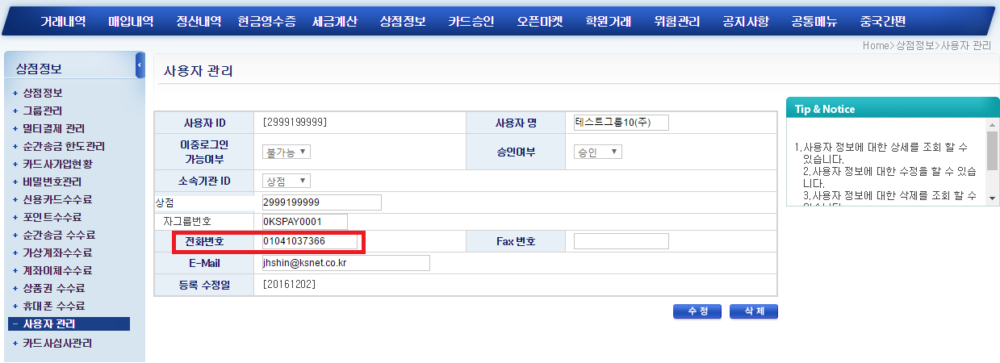 거래내역 매입내역 정산내역 현금영수증 세금계산 상점정보 카드승인 오픈마켓 학원거래 위험관리 공지사항 공통메뉴 중국간편
Home>상점정보>사용자 관리
상점정보
+ 상점정보
+ 그룹관리
+ 멀티결제 관리
+ 순간송금 한도관리
+ 카드사가맹현황
+ 비밀번호관리
+ 신용카드수수료
+ 포인트수수료
+ 순간송금 수수료
+ 가상계좌수수료
+ 계좌이체수수료
+ 상품권 수수료
+ 휴대폰 수수료
- 사용자 관리
+ 카드사심사관리
사용자 관리
사용자 ID [2999199999] 사용자 명 테스트그룹10(주)
이중로그인
가능여부 불가능 승인여부 승인
소속기관 ID 상점
상점 2999199999
자그룹번호 0KSPAY0001
전화번호 01041037366 Fax 번호
E-Mail jhshin@ksnet.co.kr
등록 수정일 [20161202]
수 정 삭 제
Tip & Notice
1.사용자 정보에 대한 상세를 조회 할 수
있습니다.
2.사용자 정보에 대한 수정을 할 수 있습
니다.
3.사용자 정보에 대한 삭제를 조회 할 수